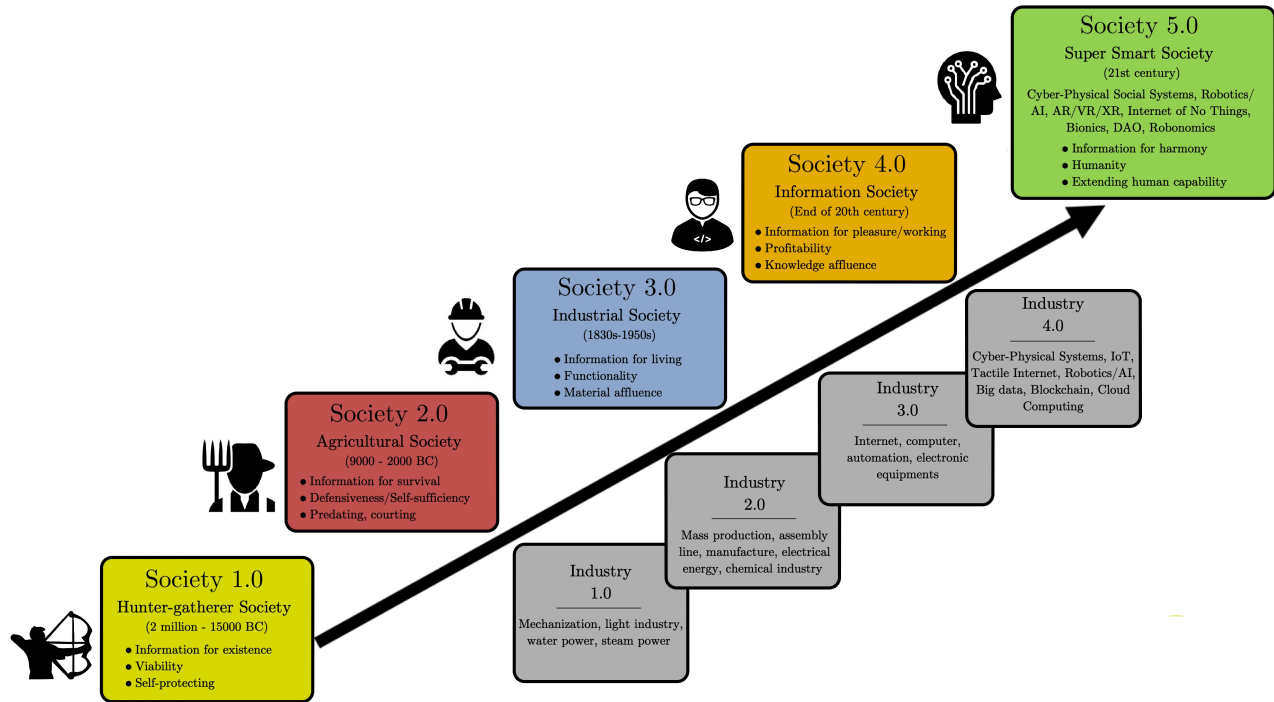 Society 5.0
Super Smart Society
(21st century)
Cyber-Physical Social Systems, Robotics/
AI, AR/VR/XR, Internet of No Things,
Bionics, DAO, Robonomics
• Information for harmony
• Humanity
• Extending human capability
Society 4.0
Information Society
(End of 20th century)
• Information for pleasure/working
• Profitability
• Knowledge affluence
</>
Society 3.0
Industrial Society
(1830s-1950s)
• Information for living
• Functionality
• Material affluence
Society 2.0
Agricultural Society
(9000 - 2000 BC)
• Information for survival
• Defensiveness/Self-sufficiency
• Predating, courting
Society 1.0
Hunter-gatherer Society
(2 million - 15000 BC)
• Information for existence
• Viability
• Self-protecting
Industry
1.0
Mechanization, light industry,
water power, steam power
Industry
2.0
Mass production, assembly
line, manufacture, electrical
energy, chemical industry
Industry
3.0
Internet, computer,
automation, electronic
equipments
Industry
4.0
Cyber-Physical Systems, IoT,
Tactile Internet, Robotics/AI,
Big data, Blockchain, Cloud
Computing